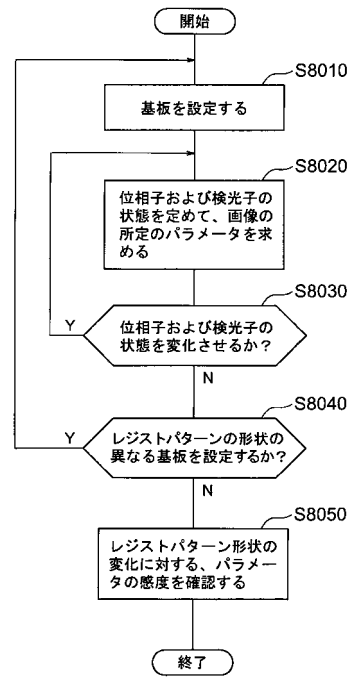 開始
S8010
基板を設定する
S8020
位相子および検光子の
状態を定めて、画像の
所定のパラメータを求
める
S8030
位相子および検光子の
状態を変化させるか?
Y
N
S8040
レジストパターンの形状の
異なる基板を設定するか?
Y
N
S8050
レジストパターン形状の
変化に対する、パラメー
タの感度を確認する
終了